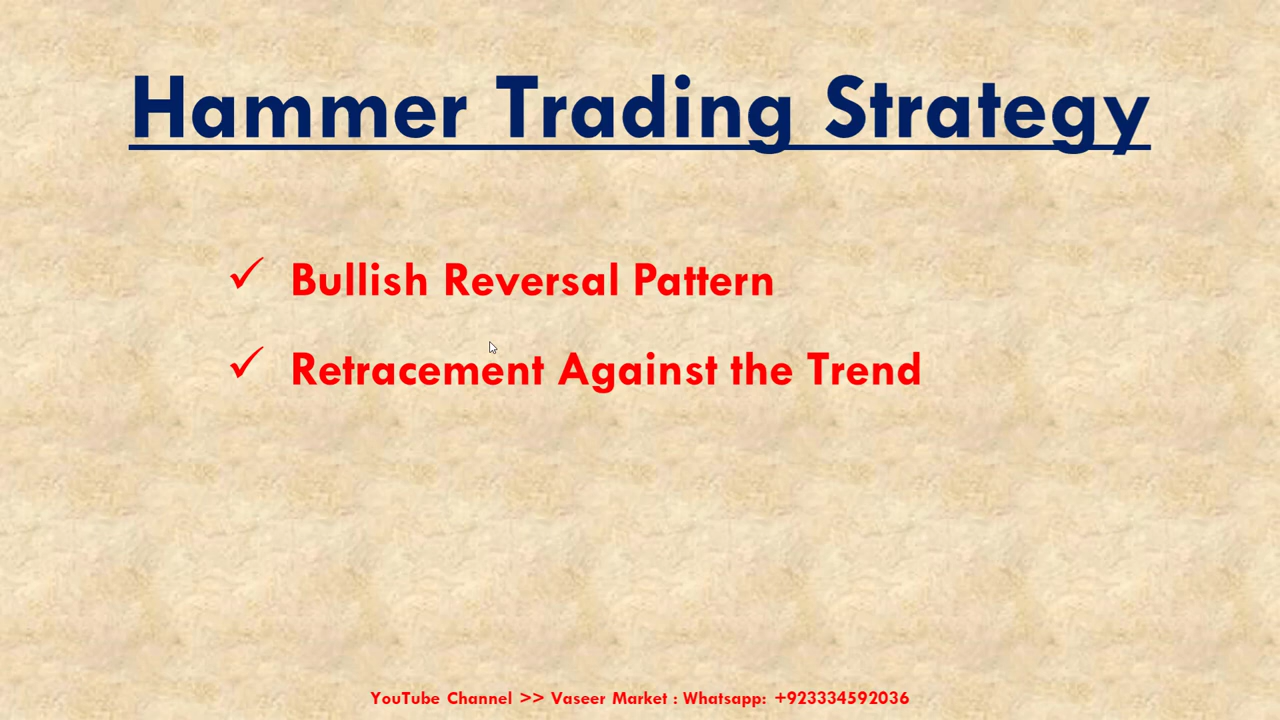 Hammer Trading Strategy
✓ Bullish Reversal Pattern
✓ Retracement Against the Trend
YouTube Channel >> Vaseer Market : Whatsapp: +923334592036